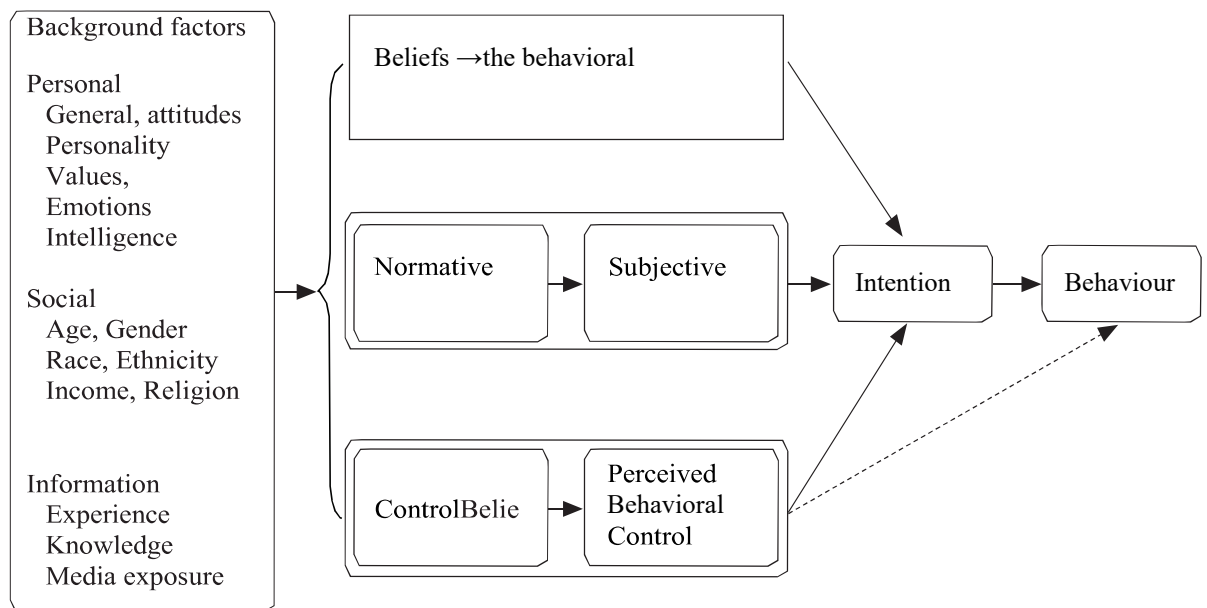 Background factors
Personal
General, attitudes
Personality
Values,
Emotions
Intelligence
Social
Age, Gender
Race, Ethnicity
Income, Religion
Information
Experience
Knowledge
Media exposure
Beliefs →the behavioral
Normative
Subjective
ControlBelie
Perceived
Behavioral
Control
Intention
Behaviour